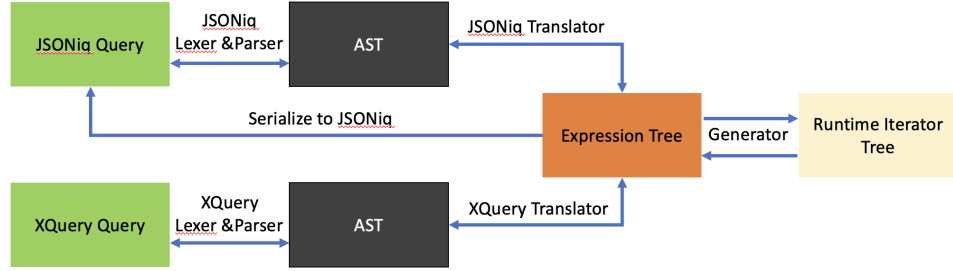 JSONiq Query
JSONiq
Lexer &Parser
AST
JSONiq Translator
Serialize to JSONiq
Expression Tree
Generator
Runtime Iterator
Tree
XQuery Query
XQuery
Lexer &Parser
AST
XQuery Translator